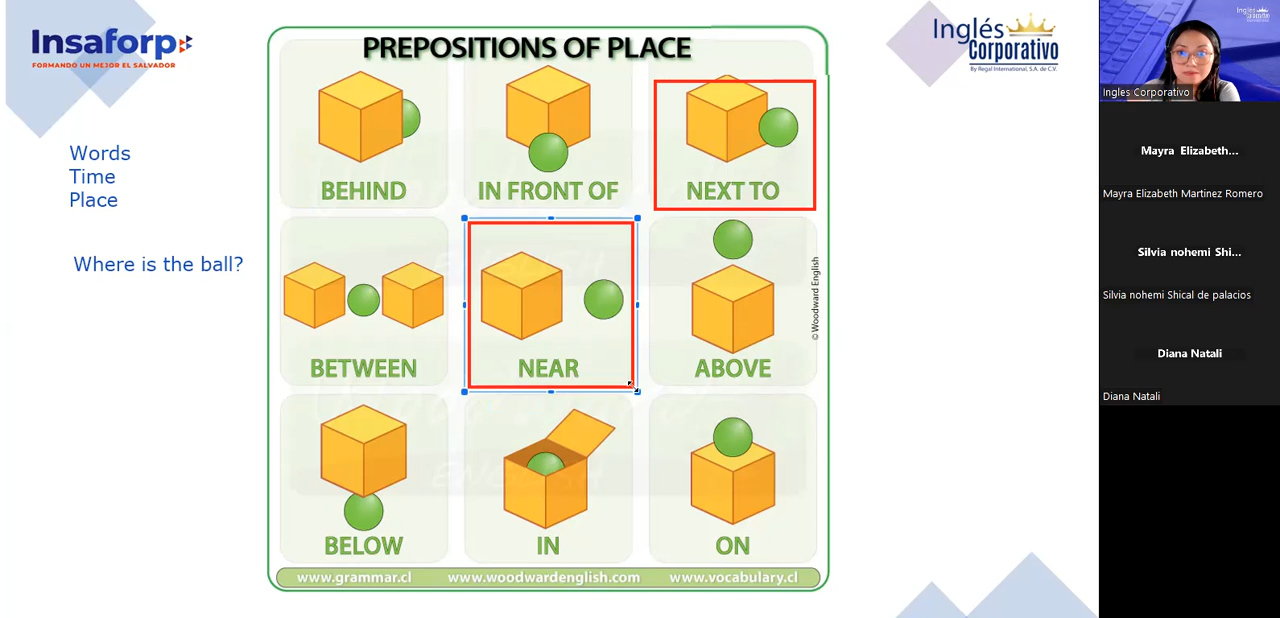 Insaforp
FORMANDO UN MEJOR EL SALVADOR
PREPOSITIONS OF PLACE
Inglés
Corporativo
By Regal International, S.A. de C.V.
Words
Time
Place
Where is the ball?
BEHIND
IN FRONT OF
NEXT TO
BETWEEN
NEAR
ABOVE
© Woodward English
BELOW
IN
ON
www.grammar.cl
www.woodwardenglish.com
www.vocabulary.cl
Ingles Corporativo
Mayra Elizabeth...
Mayra Elizabeth Martinez Romero
Silvia nohemi Shi...
Silvia nohemi Shical de palacios
Diana Natali
Diana Natali